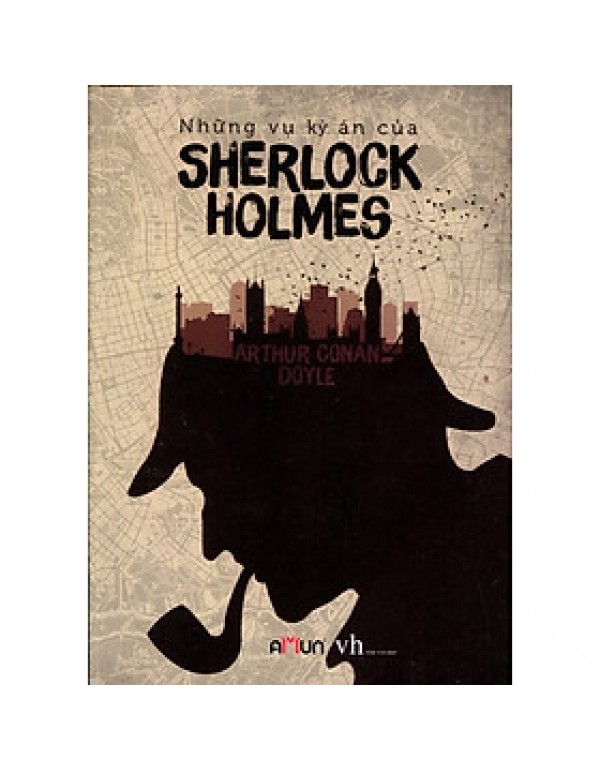 Những vụ kỳ án của
SHERLOCK
HOLMES
ARTHUR CONAN
DOYLE
AMUN vh